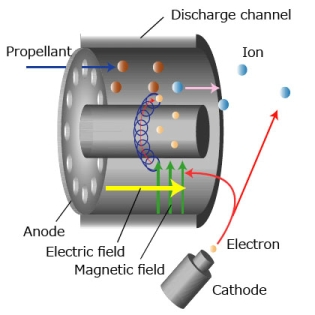 Discharge channel
Propellant
Ion
Anode
Electric field
Magnetic field
Electron
Cathode